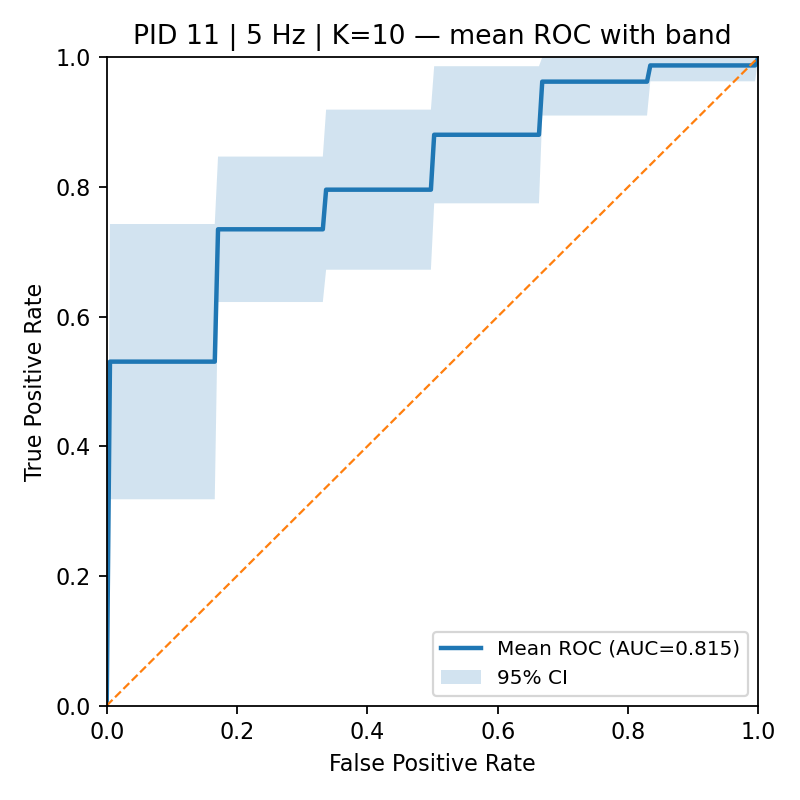 PID 11 | 5 Hz | K=10 — mean ROC with band
1.0
0.8
0.6
0.4
0.2
0.0
True Positive Rate
Mean ROC (AUC=0.815)
95% CI
0.0 0.2 0.4 0.6 0.8 1.0
False Positive Rate